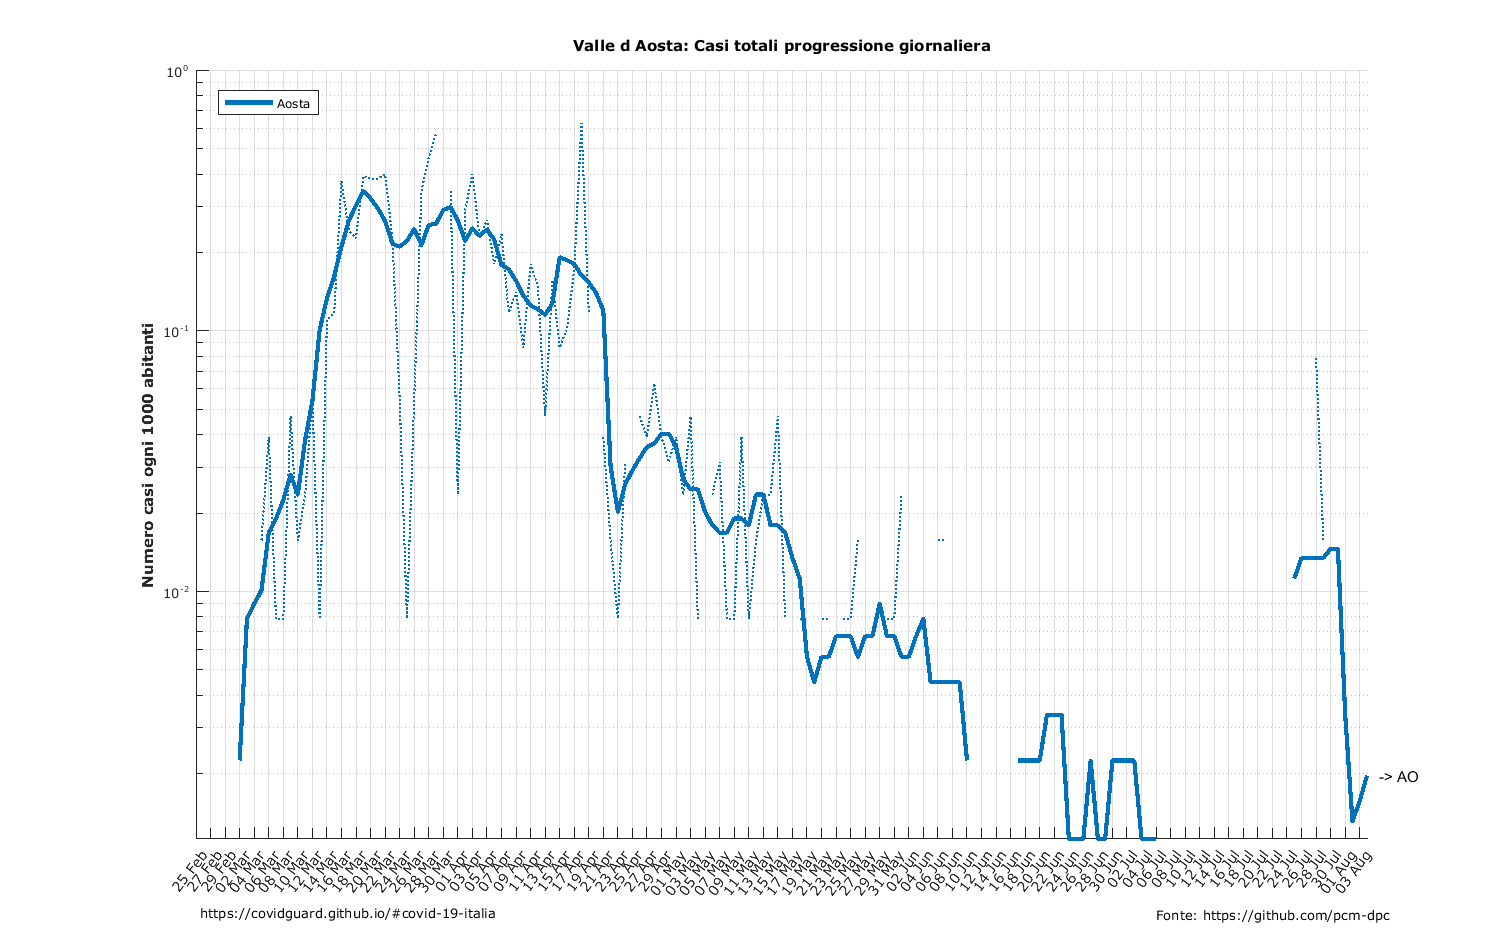 Valle d Aosta: Casi totali progressione giornaliera
Aosta
10^0
10^-1
10^-2
Numero casi ogni 1000 abitanti
-> AO
25 Feb
27 Feb
29 Feb
02 Mar
04 Mar
06 Mar
08 Mar
10 Mar
12 Mar
14 Mar
16 Mar
18 Mar
20 Mar
22 Mar
24 Mar
26 Mar
28 Mar
30 Mar
01 Apr
03 Apr
05 Apr
07 Apr
09 Apr
11 Apr
13 Apr
15 Apr
17 Apr
19 Apr
21 Apr
23 Apr
25 Apr
27 Apr
29 Apr
01 May
03 May
05 May
07 May
09 May
11 May
13 May
15 May
17 May
19 May
21 May
23 May
25 May
27 May
29 May
31 May
02 Jun
04 Jun
06 Jun
08 Jun
10 Jun
12 Jun
14 Jun
16 Jun
18 Jun
20 Jun
22 Jun
24 Jun
26 Jun
28 Jun
30 Jun
02 Jul
04 Jul
06 Jul
08 Jul
10 Jul
12 Jul
14 Jul
16 Jul
18 Jul
20 Jul
22 Jul
24 Jul
26 Jul
28 Jul
30 Jul
01 Aug
03 Aug
https://covidguard.github.io/#covid-19-italia
Fonte: https://github.com/pcm-dpc